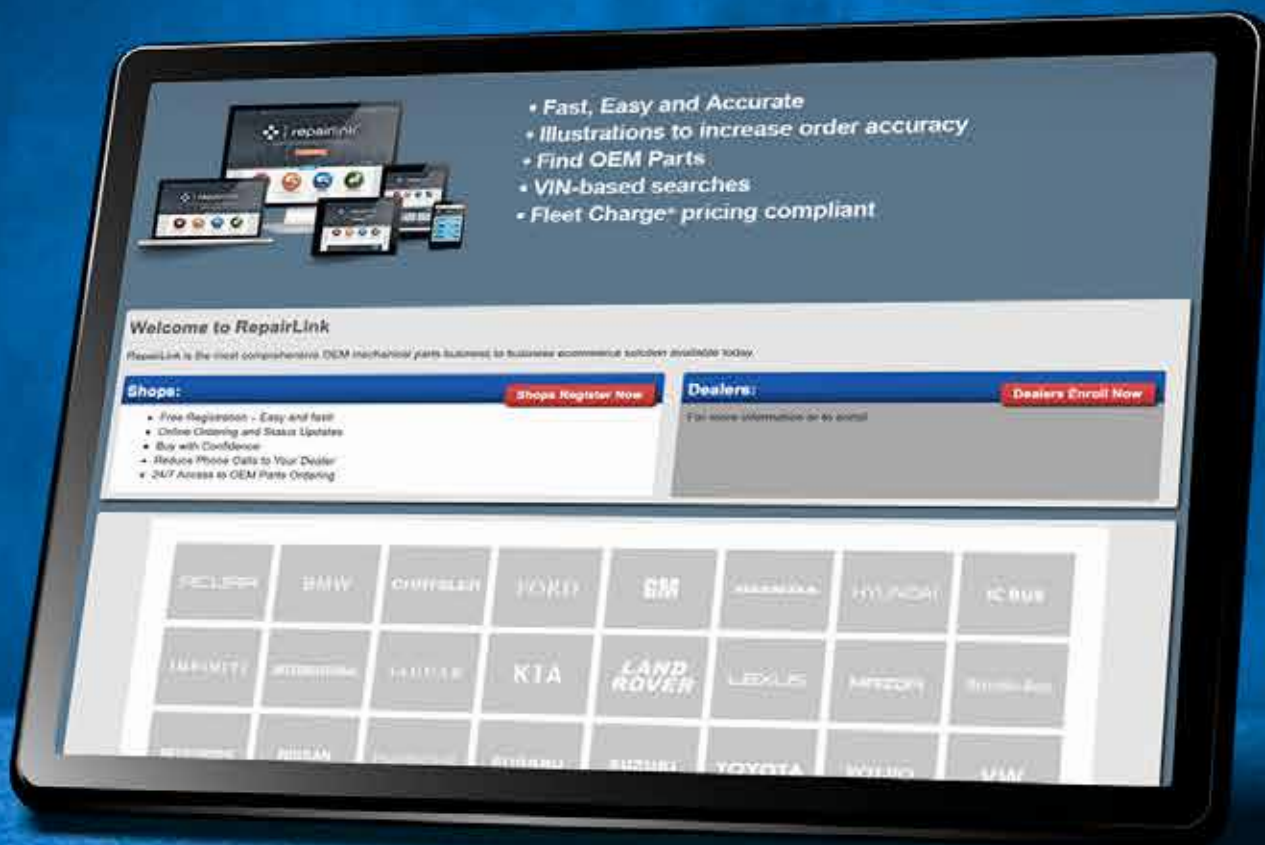 repairlink
• Fast, Easy and Accurate
• Illustrations to increase order accuracy
• Find OEM Parts
• VIN-based searches
• Fleet Charge® pricing compliant
Welcome to RepairLink
RepairLink is the most comprehensive OEM mechanical parts business to business ecommerce solution available today.
Shops:
Shops Register Now
• Free Registration - Easy and fast!
• Online Ordering and Status Updates
• Buy with Confidence
• Reduce Phone Calls to Your Dealer
• 24/7 Access to OEM Parts Ordering
Dealers:
Dealers Enroll Now
For more information or to enroll
ACURA BMW CHRYSLER FORD GM HYUNDAI IC BUS
INFINITI INTERNATIONAL JAGUAR KIA LAND ROVER LEXUS MAZDA
NISSAN SUBARU SUZUKI TOYOTA VOLVO VW